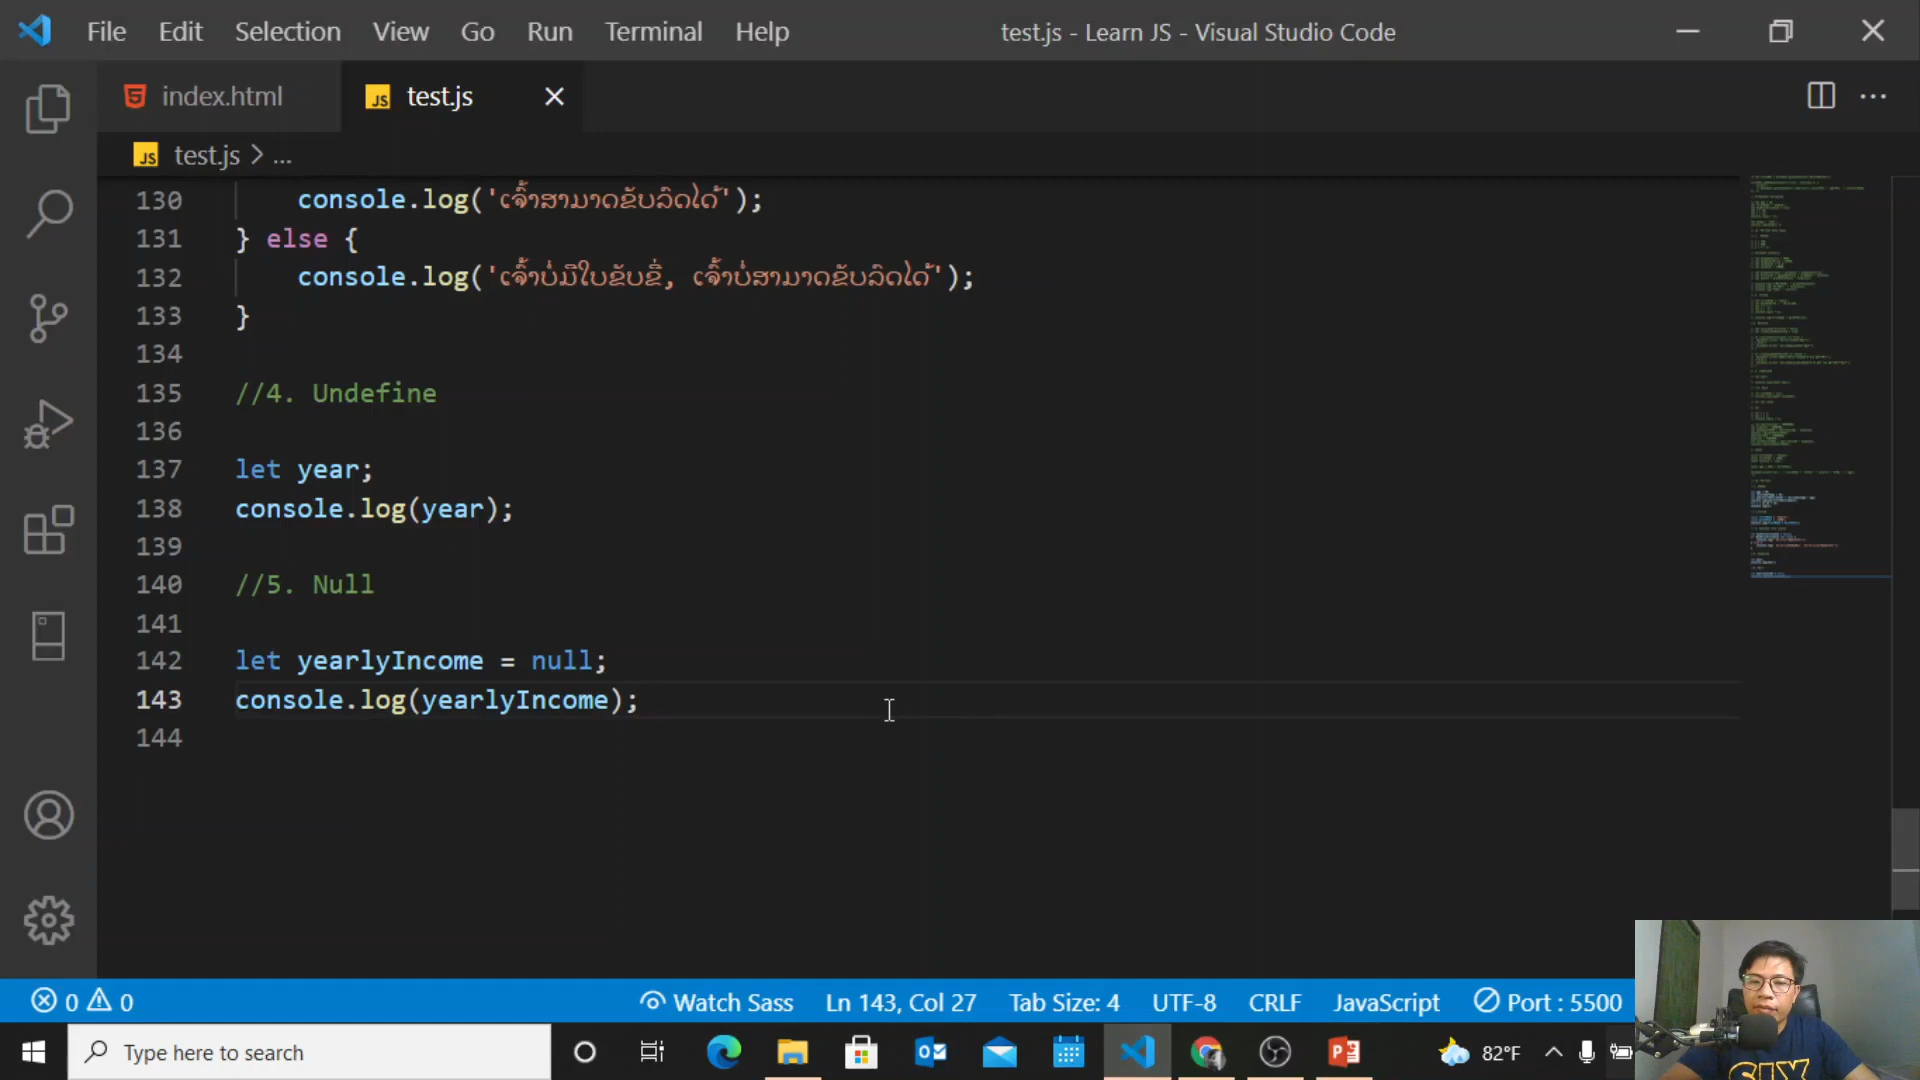 File Edit Selection View Go Run Terminal Help test.js - Learn JS - Visual Studio Code
index.html test.js
test.js > ...
130 console.log('ເຈົ້າສາມາດຂັບລົດໄດ້');
131 } else {
132 console.log('ເຈົ້າບໍ່ມີໃບຂັບຂີ່, ເຈົ້າບໍ່ສາມາດຂັບລົດໄດ້');
133 }
134
135 //4. Undefine
136
137 let year;
138 console.log(year);
139
140 //5. Null
141
142 let yearlyIncome = null;
143 console.log(yearlyIncome);
144
0 0 Watch Sass Ln 143, Col 27 Tab Size: 4 UTF-8 CRLF JavaScript Port : 5500
Type here to search 82°F